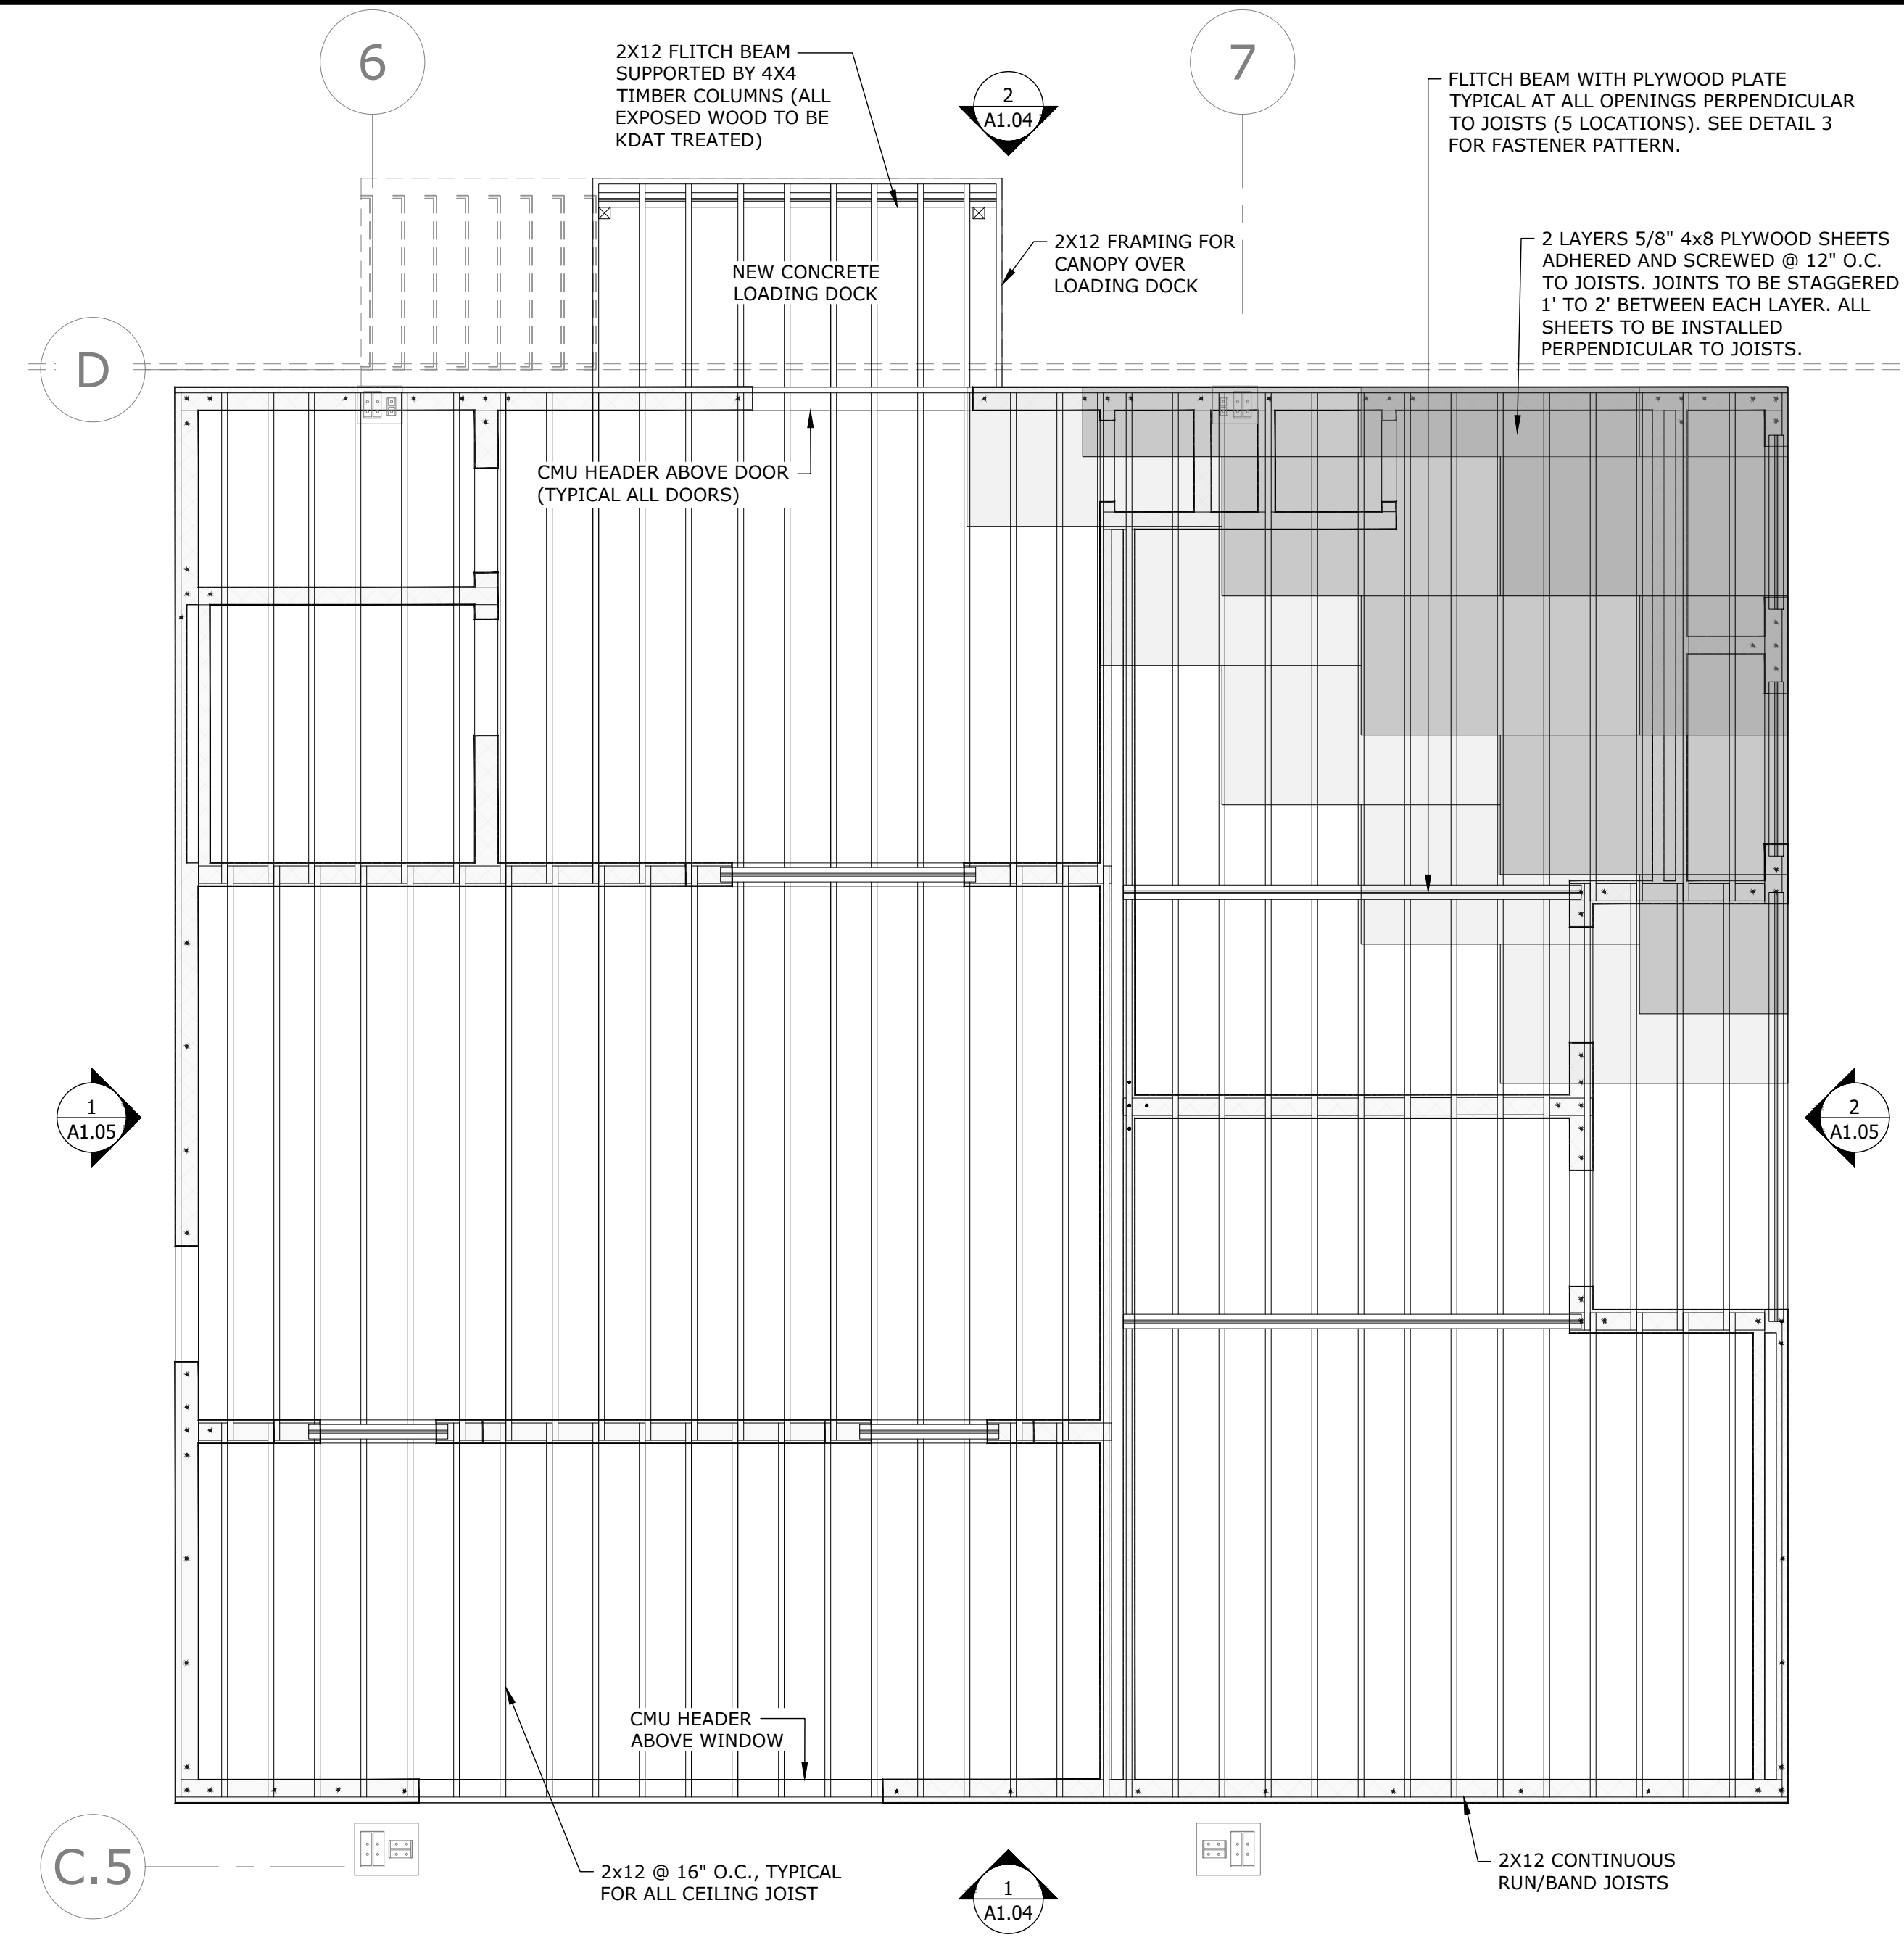 6
2X12 FLITCH BEAM
SUPPORTED BY 4X4
TIMBER COLUMNS (ALL
EXPOSED WOOD TO BE
KDAT TREATED)
2
A1.04
7
FLITCH BEAM WITH PLYWOOD PLATE
TYPICAL AT ALL OPENINGS PERPENDICULAR
TO JOISTS (5 LOCATIONS). SEE DETAIL 3
FOR FASTENER PATTERN.
2 LAYERS 5/8" 4x8 PLYWOOD SHEETS
ADHERED AND SCREWED @ 12" O.C.
TO JOISTS. JOINTS TO BE STAGGERED
1' TO 2' BETWEEN EACH LAYER. ALL
SHEETS TO BE INSTALLED
PERPENDICULAR TO JOISTS.
2X12 FRAMING FOR
CANOPY OVER
LOADING DOCK
NEW CONCRETE
LOADING DOCK
D
CMU HEADER ABOVE DOOR
(TYPICAL ALL DOORS)
1
A1.05
2
A1.05
CMU HEADER
ABOVE WINDOW
C.5
2x12 @ 16" O.C., TYPICAL
FOR ALL CEILING JOIST
1
A1.04
2X12 CONTINUOUS
RUN/BAND JOISTS